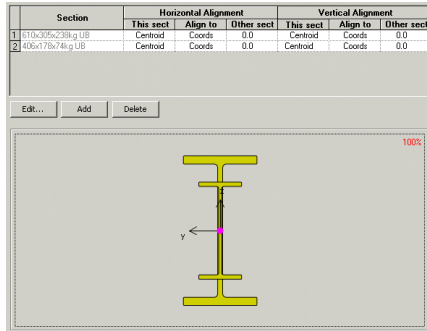 Section Horizontal Alignment Vertical Alignment
This sect Align to Other sect This sect Align to Other sect
1 610x305x238kg UB Centroid Coords 0.0 Centroid Coords 0.0
2 406x178x74kg UB Centroid Coords 0.0 Centroid Coords 0.0
Edit... Add Delete
100%
z
Y